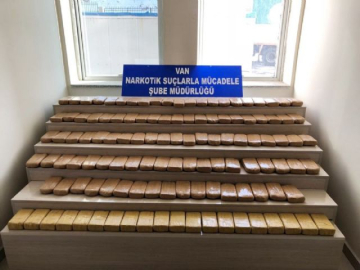 VAN
NARKOTİK SUÇLARLA MÜCADELE
ŞUBE MÜDÜRLÜĞÜ